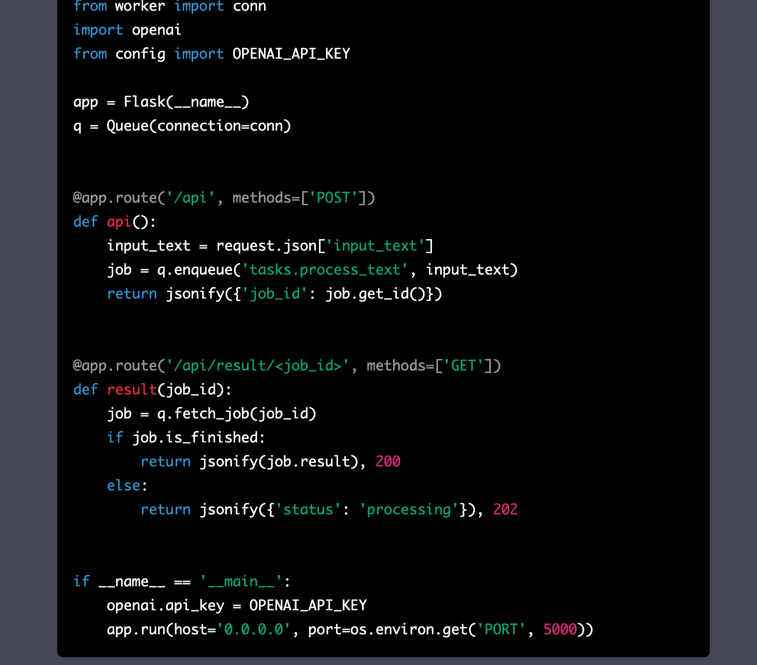 from worker import conn
import openai
from config import OPENAI_API_KEY
app = Flask(__name__)
q = Queue(connection=conn)
@app.route('/api', methods=['POST'])
def api():
    input_text = request.json['input_text']
    job = q.enqueue('tasks.process_text', input_text)
    return jsonify({'job_id': job.get_id()})
@app.route('/api/result/<job_id>', methods=['GET'])
def result(job_id):
    job = q.fetch_job(job_id)
    if job.is_finished:
        return jsonify(job.result), 200
    else:
        return jsonify({'status': 'processing'}), 202
if __name__ == '__main__':
    openai.api_key = OPENAI_API_KEY
    app.run(host='0.0.0.0', port=os.environ.get('PORT', 5000))